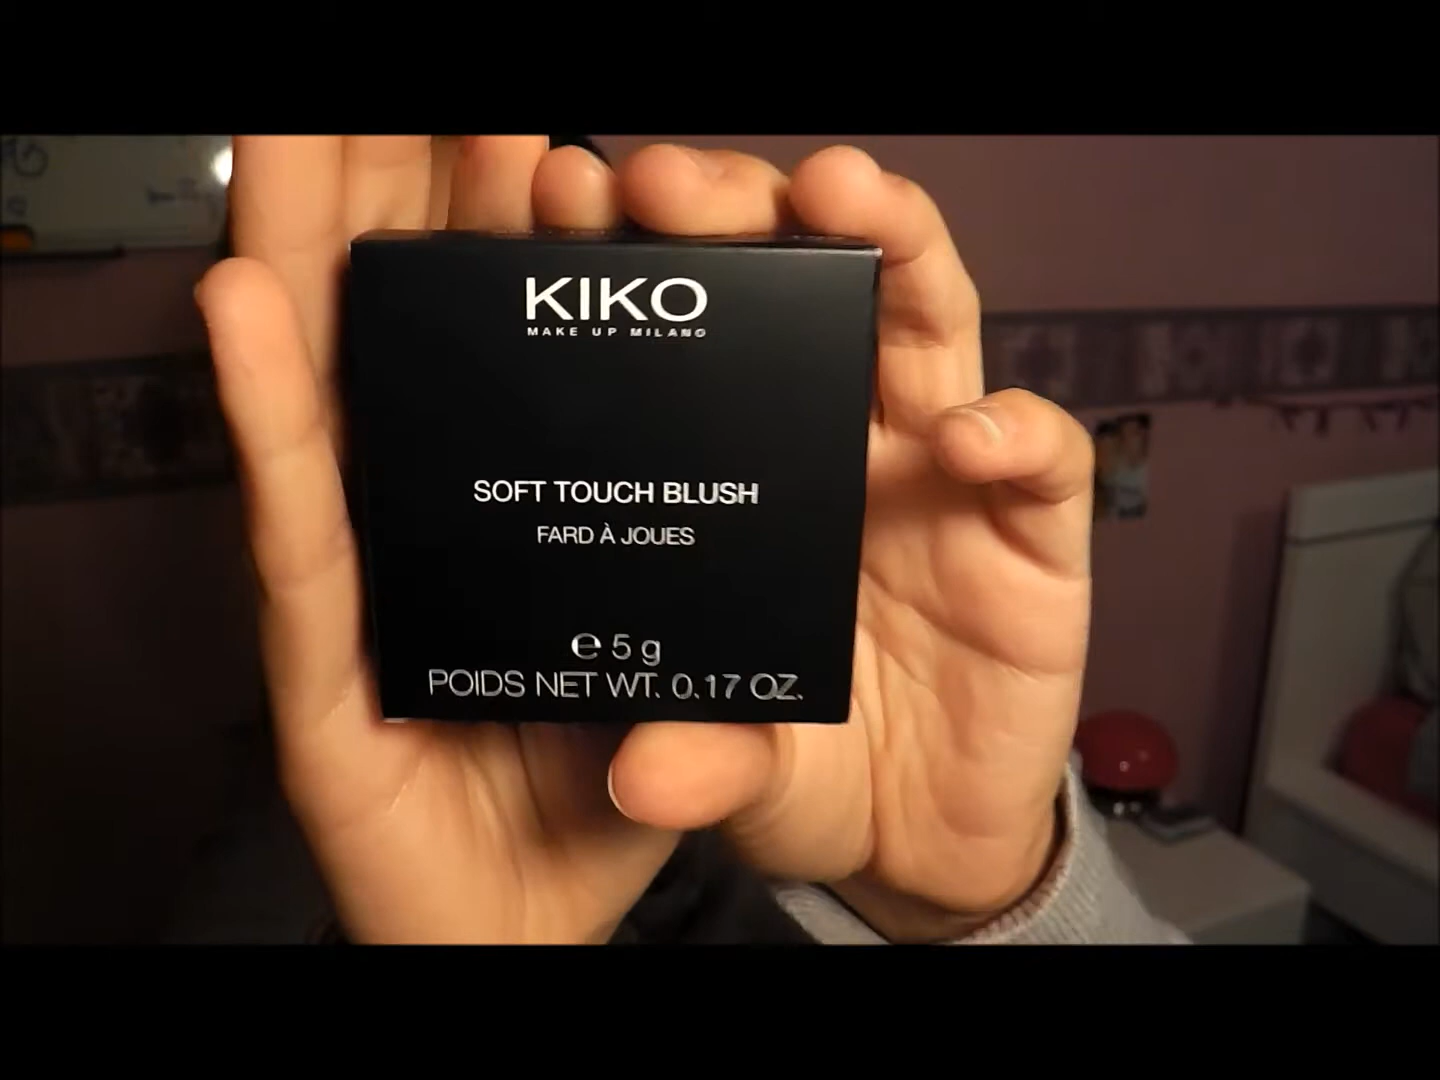 KIKO
MAKE UP MILANO
SOFT TOUCH BLUSH
FARD À JOUES
℮ 5 g
POIDS NET WT. 0.17 OZ.